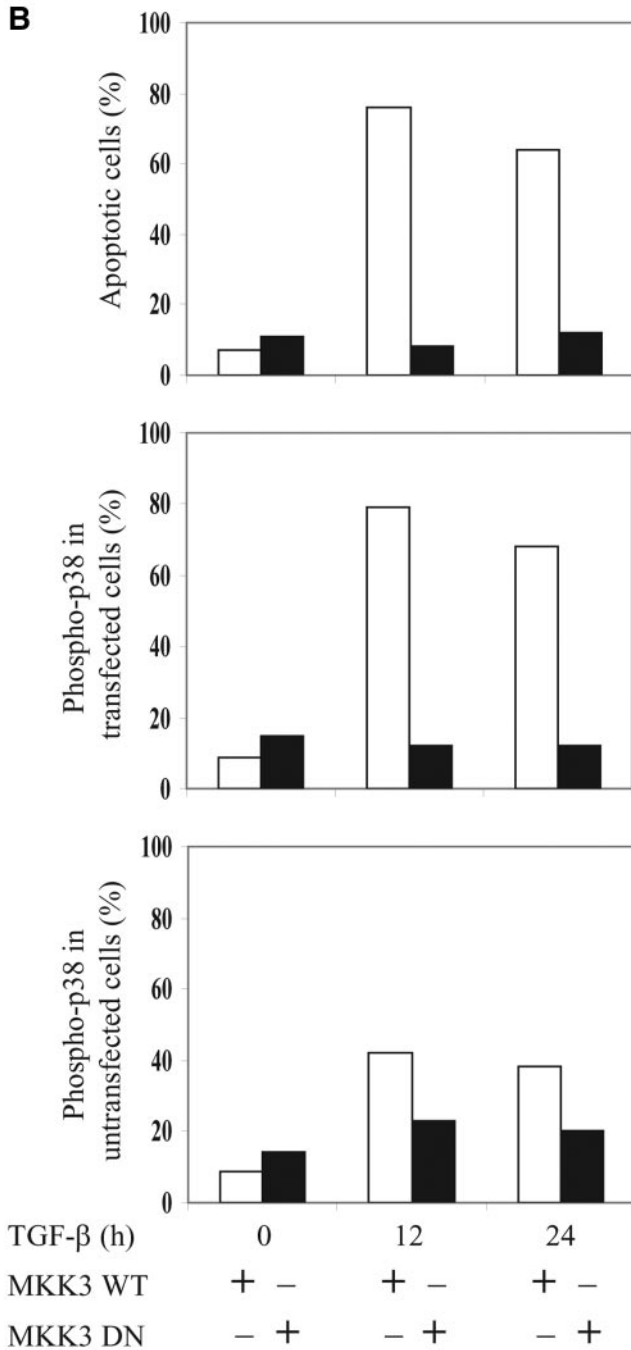 B
Apoptotic cells (%)
100
80
60
40
20
0
Phospho-p38 in
transfected cells (%)
100
80
60
40
20
0
Phospho-p38 in
untransfected cells (%)
100
80
60
40
20
0
TGF-β (h) 0 12 24
MKK3 WT + – + – + –
MKK3 DN – + – + – +